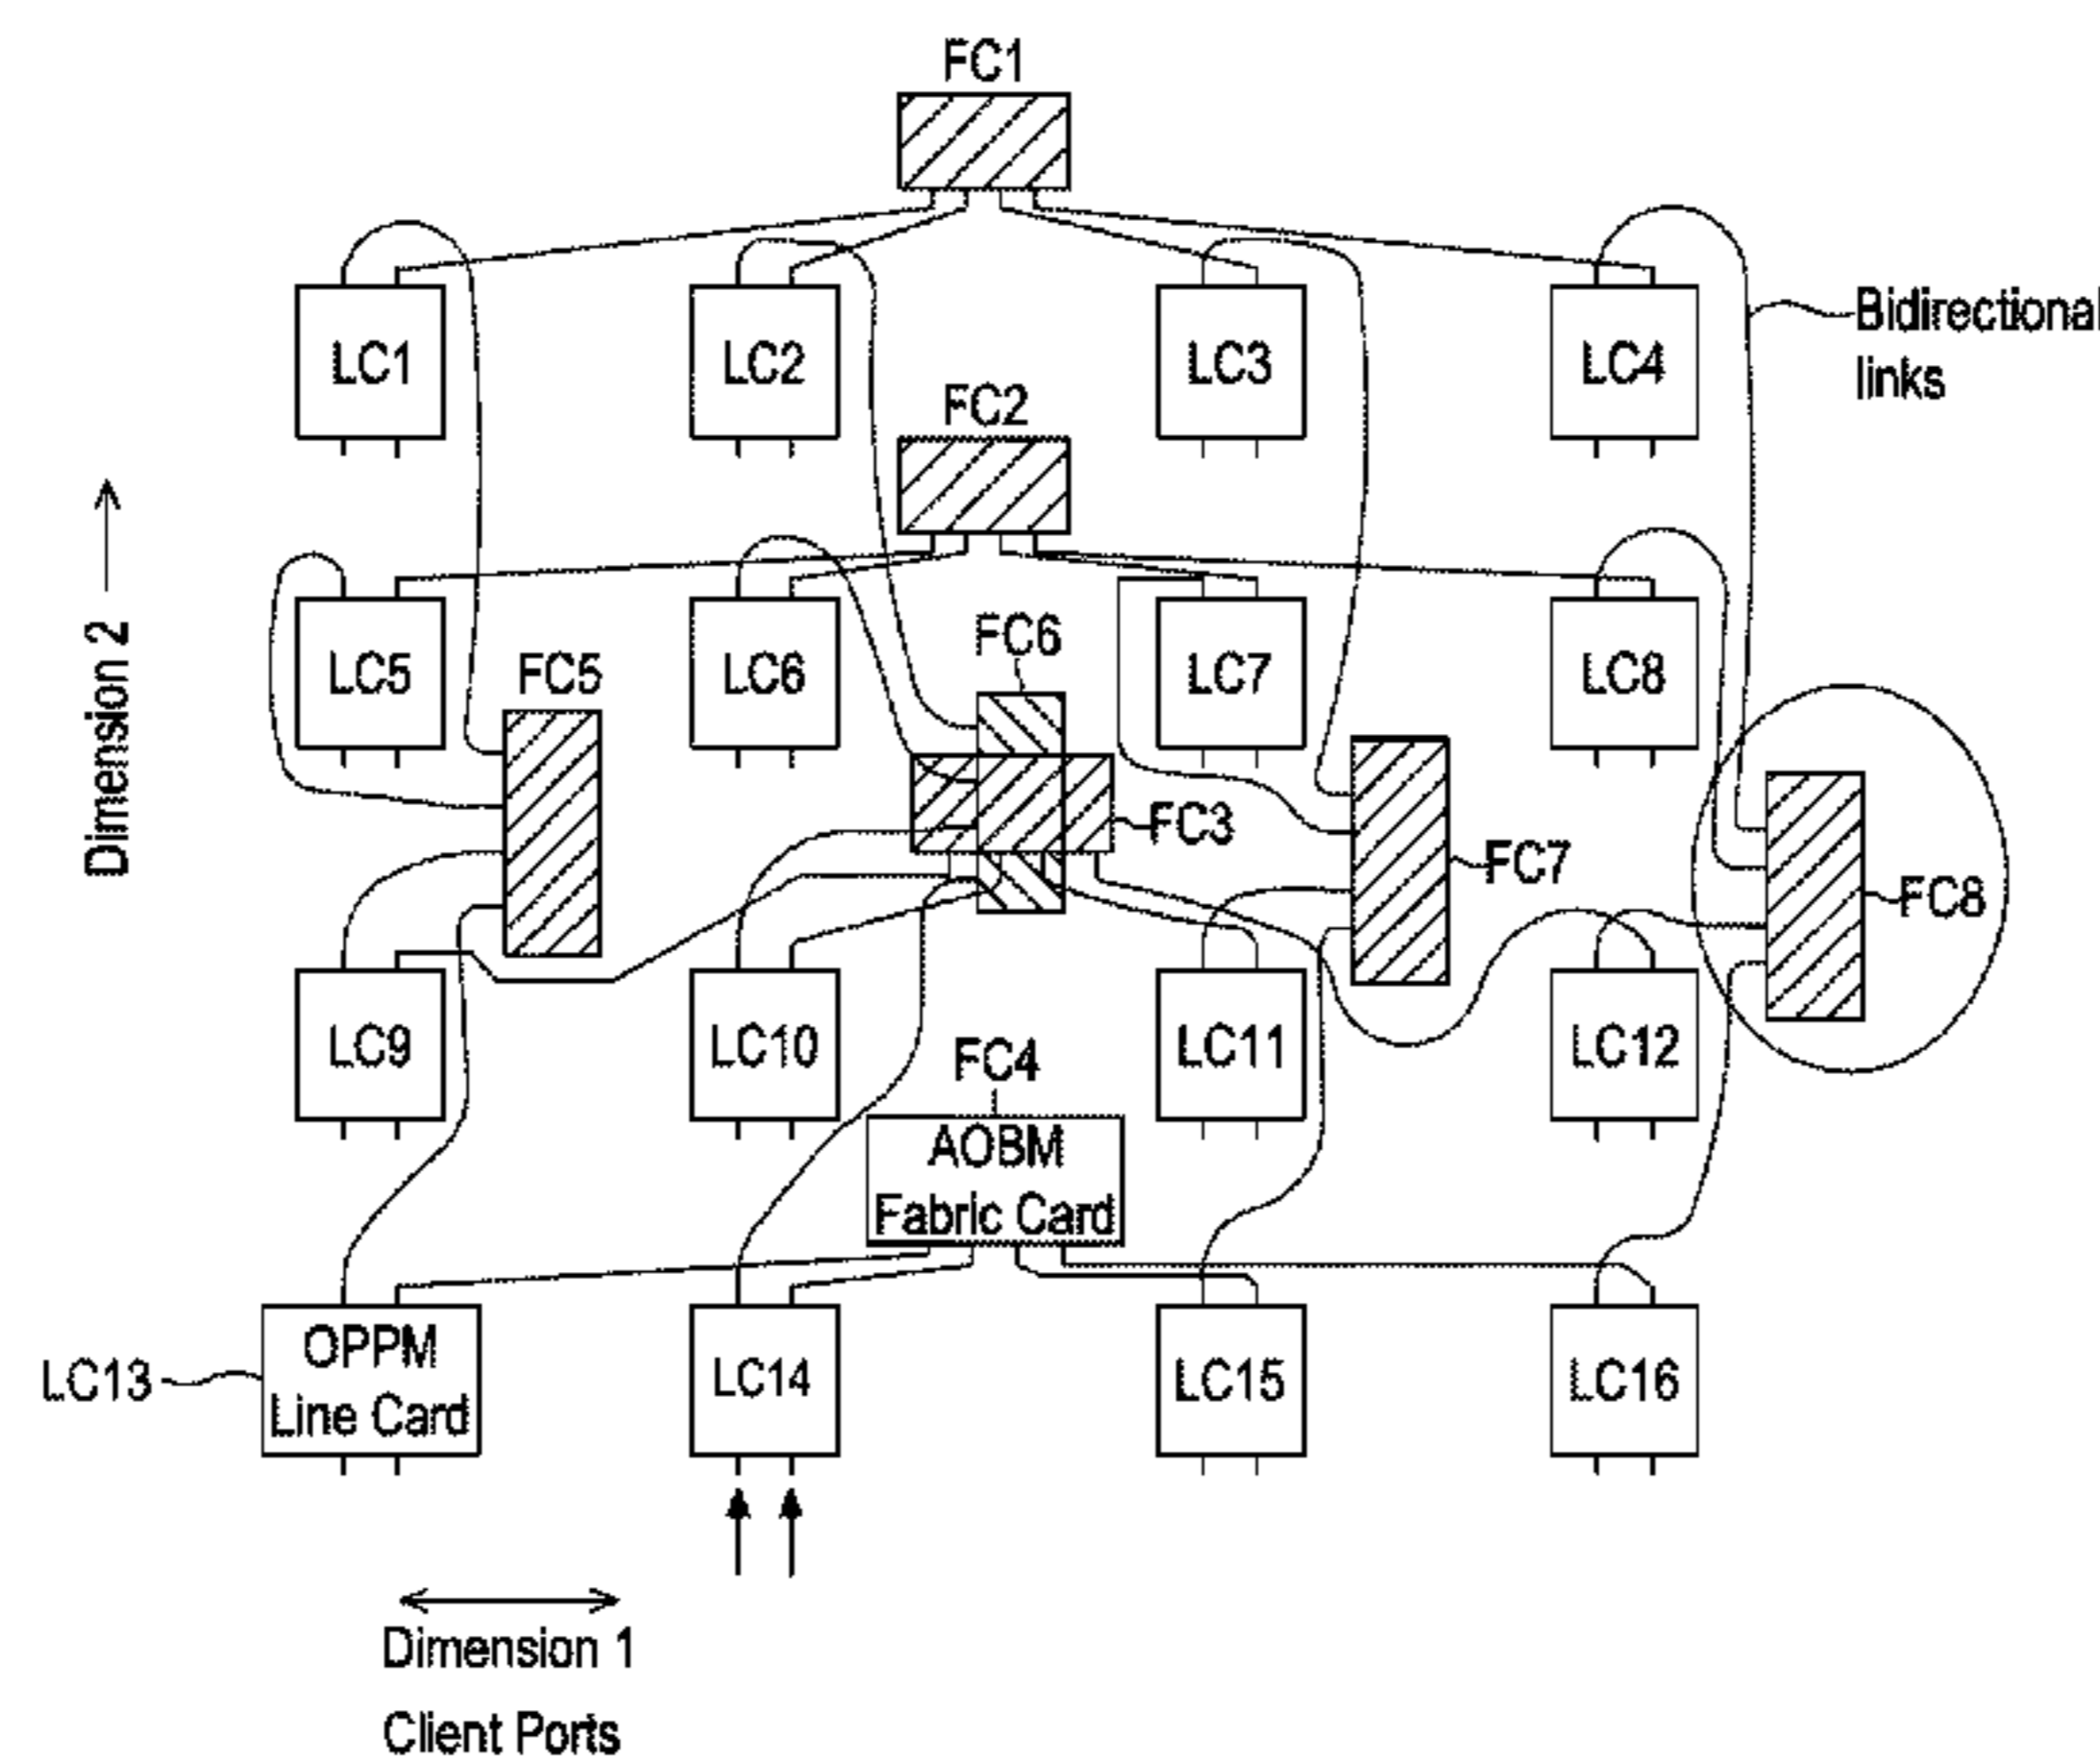 FC1
LC1
LC2
LC3
LC4
Bidirectional
links
FC2
Dimension 2
LC5
FC5
LC6
FC6
LC7
LC8
FC3
FC7
FC8
LC9
LC10
FC4
LC11
LC12
AOBM
Fabric Card
LC13
OPPM
Line Card
LC14
LC15
LC16
Dimension 1
Client Ports